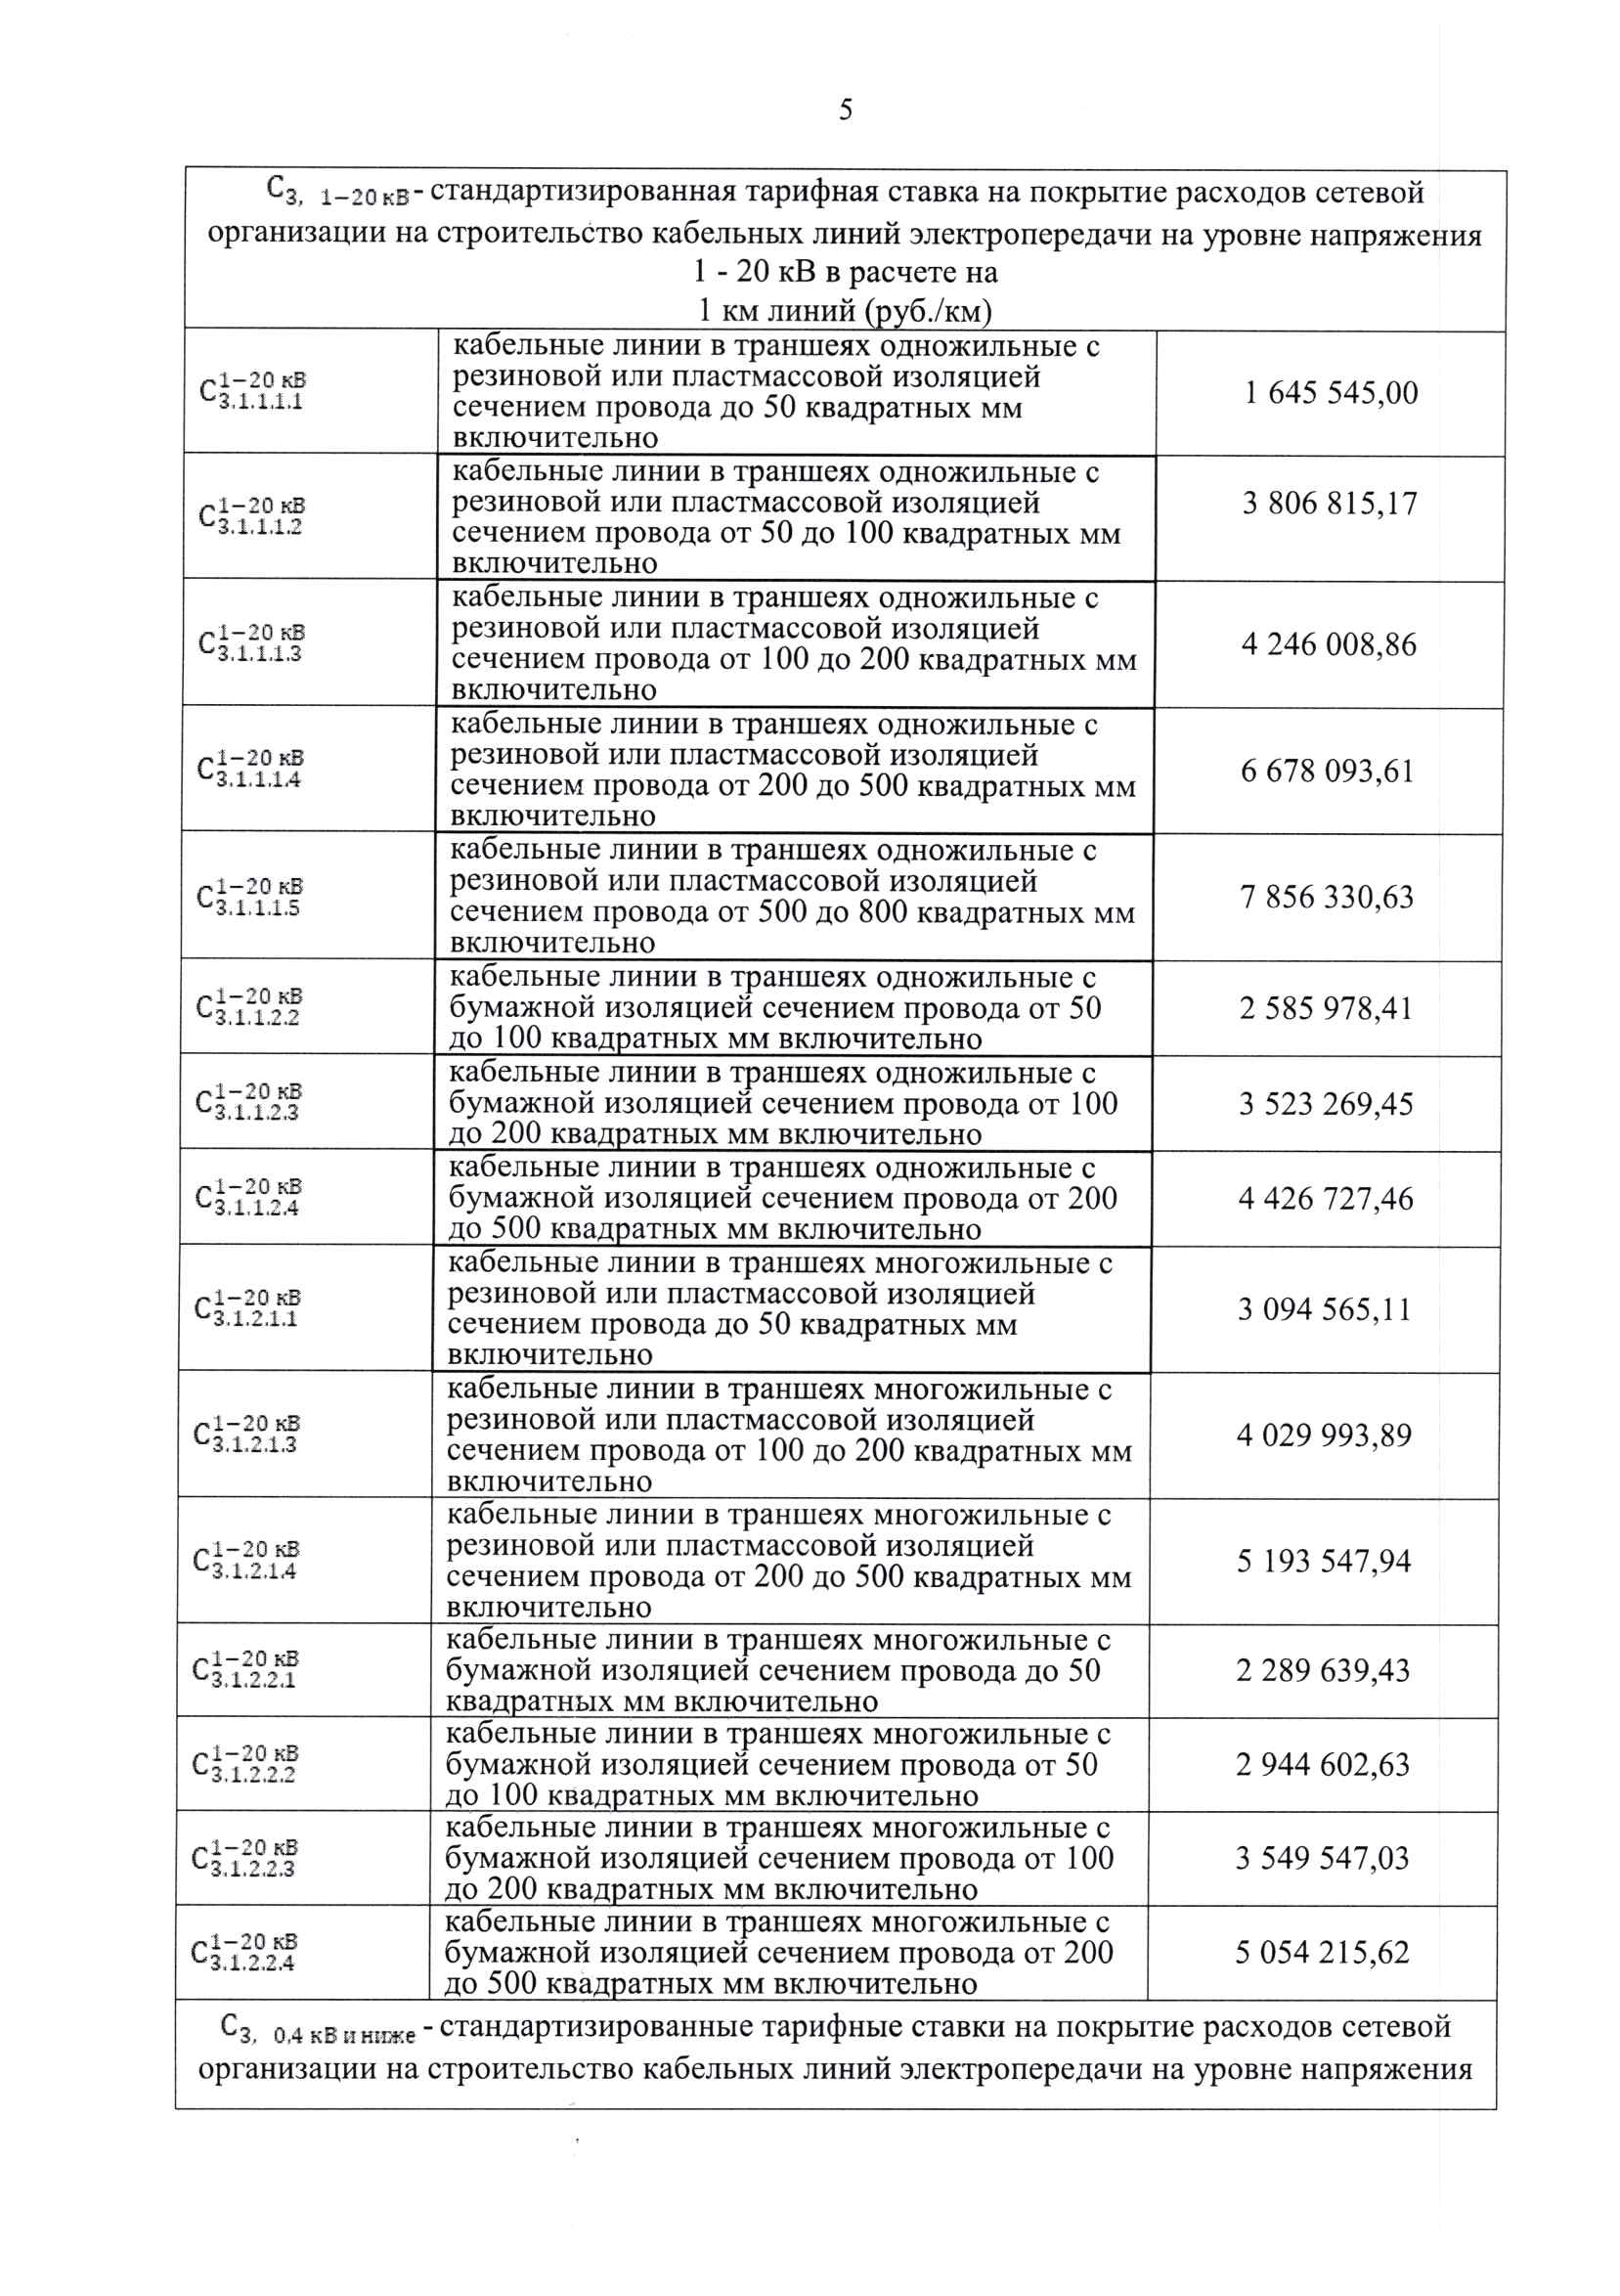 5
С3, 1−20 кВ - стандартизированная тарифная ставка на покрытие расходов сетевой
организации на строительство кабельных линий электропередачи на уровне напряжения
1 - 20 кВ в расчете на
1 км линий (руб./км)
С 1−20 кВ 3.1.1.1.1
кабельные линии в траншеях одножильные с
резиновой или пластмассовой изоляцией
сечением провода до 50 квадратных мм
включительно
1 645 545,00
С 1−20 кВ 3.1.1.1.2
кабельные линии в траншеях одножильные с
резиновой или пластмассовой изоляцией
сечением провода от 50 до 100 квадратных мм
включительно
3 806 815,17
С 1−20 кВ 3.1.1.1.3
кабельные линии в траншеях одножильные с
резиновой или пластмассовой изоляцией
сечением провода от 100 до 200 квадратных мм
включительно
4 246 008,86
С 1−20 кВ 3.1.1.1.4
кабельные линии в траншеях одножильные с
резиновой или пластмассовой изоляцией
сечением провода от 200 до 500 квадратных мм
включительно
6 678 093,61
С 1−20 кВ 3.1.1.1.5
кабельные линии в траншеях одножильные с
резиновой или пластмассовой изоляцией
сечением провода от 500 до 800 квадратных мм
включительно
7 856 330,63
С 1−20 кВ 3.1.1.2.2
кабельные линии в траншеях одножильные с
бумажной изоляцией сечением провода от 50
до 100 квадратных мм включительно
2 585 978,41
С 1−20 кВ 3.1.1.2.3
кабельные линии в траншеях одножильные с
бумажной изоляцией сечением провода от 100
до 200 квадратных мм включительно
3 523 269,45
С 1−20 кВ 3.1.1.2.4
кабельные линии в траншеях одножильные с
бумажной изоляцией сечением провода от 200
до 500 квадратных мм включительно
4 426 727,46
С 1−20 кВ 3.1.2.1.1
кабельные линии в траншеях многожильные с
резиновой или пластмассовой изоляцией
сечением провода до 50 квадратных мм
включительно
3 094 565,11
С 1−20 кВ 3.1.2.1.3
кабельные линии в траншеях многожильные с
резиновой или пластмассовой изоляцией
сечением провода от 100 до 200 квадратных мм
включительно
4 029 993,89
С 1−20 кВ 3.1.2.1.4
кабельные линии в траншеях многожильные с
резиновой или пластмассовой изоляцией
сечением провода от 200 до 500 квадратных мм
включительно
5 193 547,94
С 1−20 кВ 3.1.2.2.1
кабельные линии в траншеях многожильные с
бумажной изоляцией сечением провода до 50
квадратных мм включительно
2 289 639,43
С 1−20 кВ 3.1.2.2.2
кабельные линии в траншеях многожильные с
бумажной изоляцией сечением провода от 50
до 100 квадратных мм включительно
2 944 602,63
С 1−20 кВ 3.1.2.2.3
кабельные линии в траншеях многожильные с
бумажной изоляцией сечением провода от 100
до 200 квадратных мм включительно
3 549 547,03
С 1−20 кВ 3.1.2.2.4
кабельные линии в траншеях многожильные с
бумажной изоляцией сечением провода от 200
до 500 квадратных мм включительно
5 054 215,62
С3, 0,4 кВ и ниже - стандартизированные тарифные ставки на покрытие расходов сетевой
организации на строительство кабельных линий электропередачи на уровне напряжения